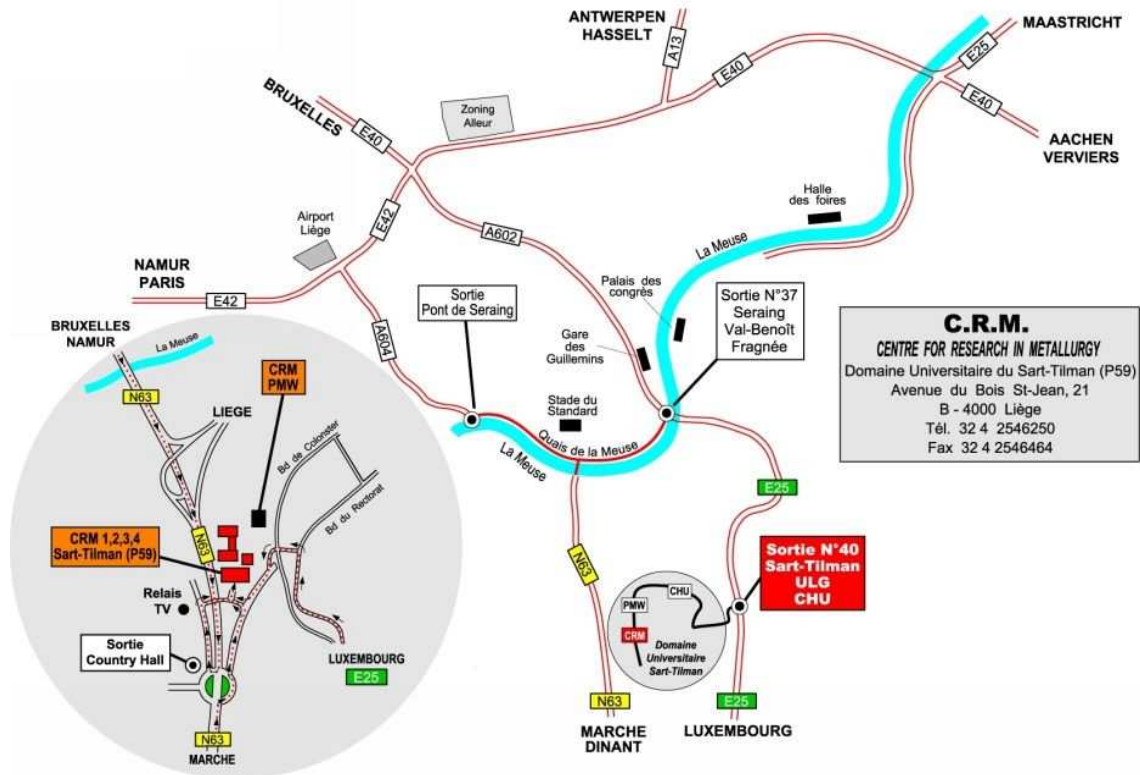 ANTWERPEN
HASSELT
MAASTRICHT
A13
E25
E40
BRUXELLES
E40
Zoning
Alleur
E40
AACHEN
VERVIERS
Halle
des foires
E42
Airport
Liège
A602
La Meuse
NAMUR
PARIS
E42
Sortie
Pont de Seraing
Palais des
congrès
Sortie N°37
Seraing
Val-Benoît
Fragnée
A604
Gare
des
Guillemins
Stade du
Standard
Quais de la Meuse
La Meuse
C.R.M.
CENTRE FOR RESEARCH IN METALLURGY
Domaine Universitaire du Sart-Tilman (P59)
Avenue du Bois St-Jean, 21
B - 4000 Liège
Tél. 32 4 2546250
Fax 32 4 2546464
E25
N63
Sortie N°40
Sart-Tilman
ULG
CHU
CHU
PMW
CRM
Domaine
Universitaire
Sart-Tilman
N63
E25
MARCHE
DINANT
LUXEMBOURG
BRUXELLES
NAMUR
La Meuse
N63
LIEGE
CRM
PMW
Bd de Colonster
Bd du Rectorat
CRM 1,2,3,4
Sart-Tilman (P59)
N63
Relais
TV
Sortie
Country Hall
LUXEMBOURG
E25
N63
MARCHE